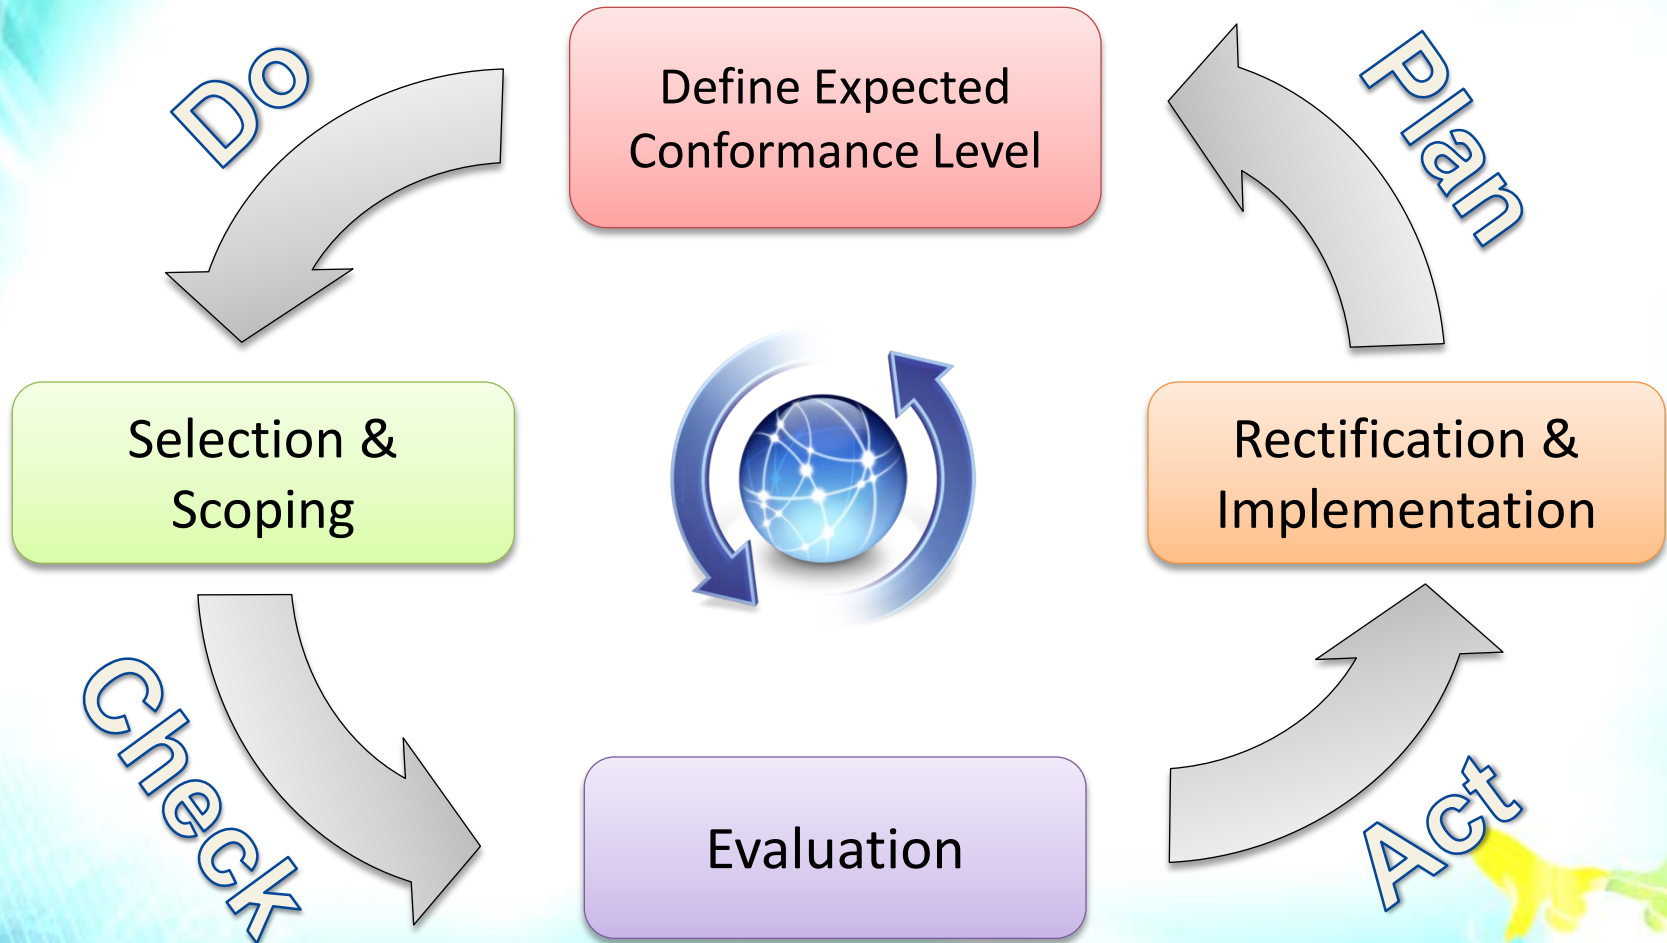 Do
Define Expected
Conformance Level
Plan
Selection &
Scoping
Rectification &
Implementation
Check
Evaluation
Act